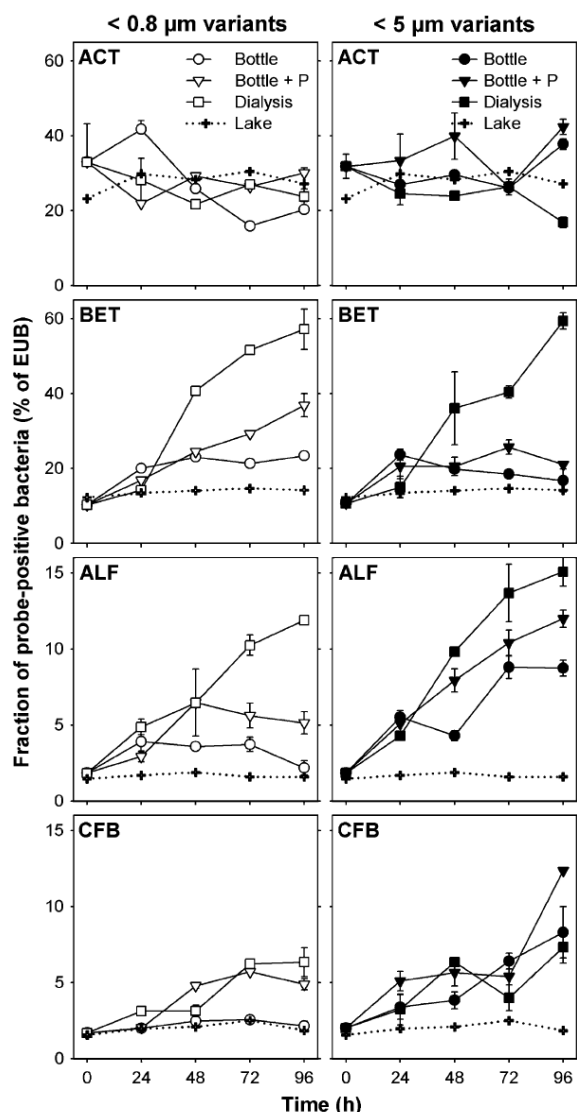 < 0.8 µm variants
< 5 µm variants
Fraction of probe-positive bacteria (% of EUB)
ACT
Bottle
Bottle + P
Dialysis
Lake
60
40
20
0
ACT
Bottle
Bottle + P
Dialysis
Lake
BET
60
40
20
0
BET
ALF
15
10
5
0
ALF
CFB
15
10
5
0
CFB
0 24 48 72 96
0 24 48 72 96
Time (h)